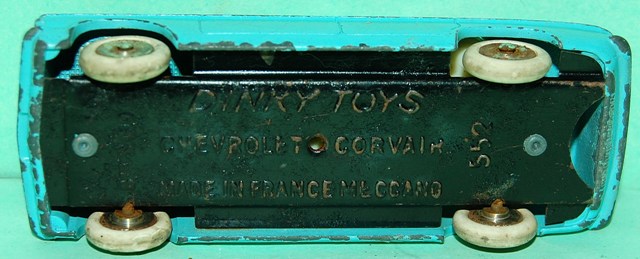 DINKY TOYS
CHEVROLET CORVAIR
552
MADE IN FRANCE MECCANO